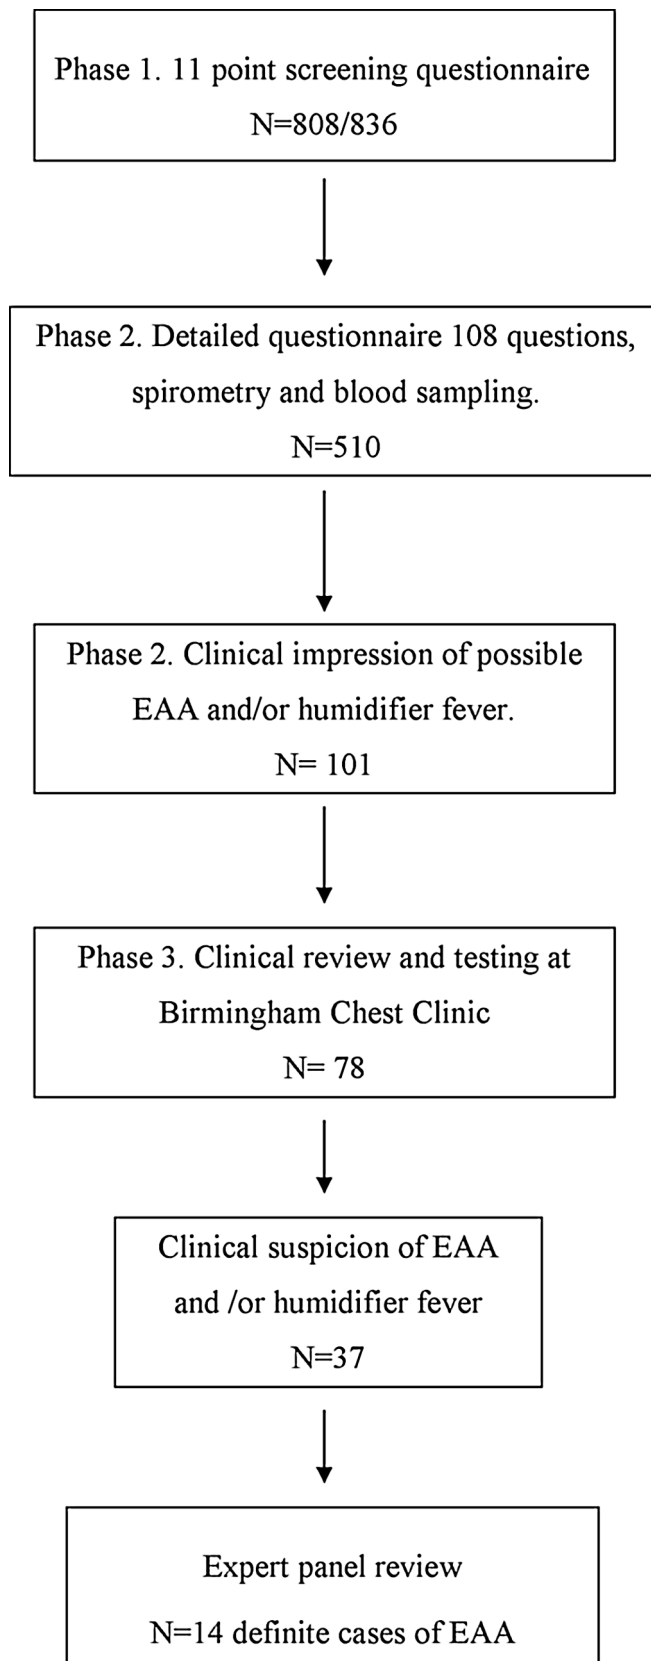 Phase 1. 11 point screening questionnaire
N=808/836
Phase 2. Detailed questionnaire 108 questions,
spirometry and blood sampling.
N=510
Phase 2. Clinical impression of possible
EAA and/or humidifier fever.
N= 101
Phase 3. Clinical review and testing at
Birmingham Chest Clinic
N= 78
Clinical suspicion of EAA
and /or humidifier fever
N=37
Expert panel review
N=14 definite cases of EAA